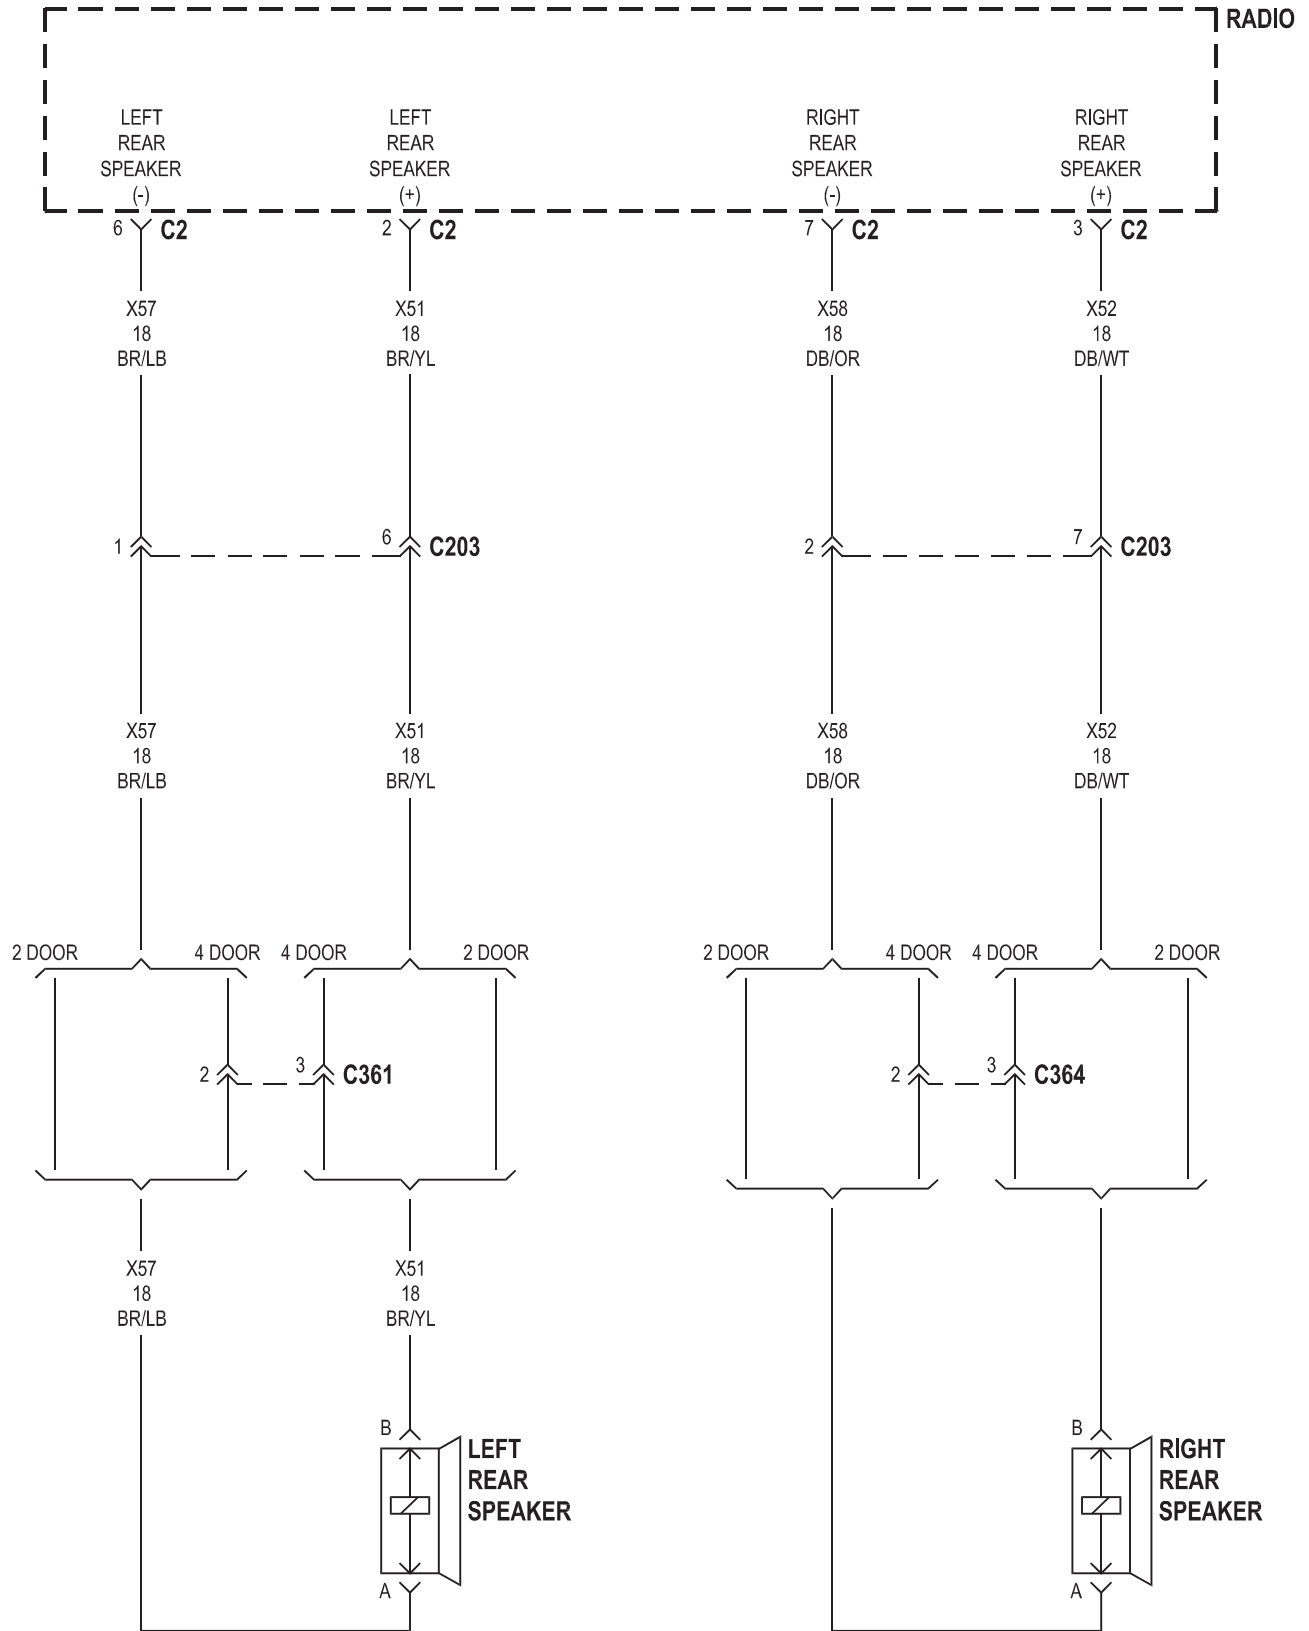 RADIO
LEFT
REAR
SPEAKER
(-)
LEFT
REAR
SPEAKER
(+)
RIGHT
REAR
SPEAKER
(-)
RIGHT
REAR
SPEAKER
(+)
6 C2
2 C2
7 C2
3 C2
X57
18
BR/LB
X51
18
BR/YL
X58
18
DB/OR
X52
18
DB/WT
1
6 C203
2
7 C203
X57
18
BR/LB
X51
18
BR/YL
X58
18
DB/OR
X52
18
DB/WT
2 DOOR 4 DOOR 4 DOOR 2 DOOR
2 DOOR 4 DOOR 4 DOOR 2 DOOR
2 3 C361
2 3 C364
X57
18
BR/LB
X51
18
BR/YL
B
LEFT
REAR
SPEAKER
A
B
RIGHT
REAR
SPEAKER
A